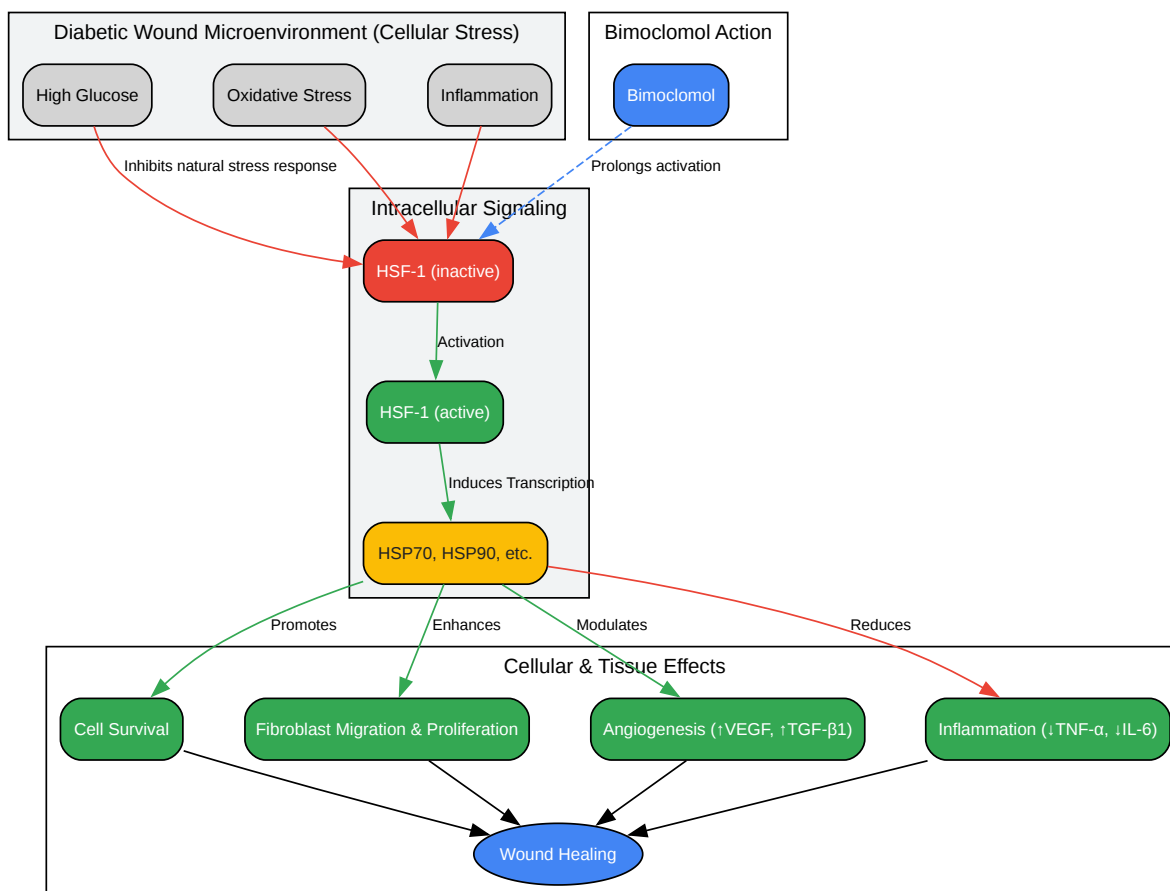 Diabetic Wound Microenvironment (Cellular Stress)
Bimoclomol Action
High Glucose
Oxidative Stress
Inflammation
Bimoclomol
Inhibits natural stress response
Prolongs activation
Intracellular Signaling
HSF-1 (inactive)
Activation
HSF-1 (active)
Induces Transcription
HSP70, HSP90, etc.
Promotes
Enhances
Modulates
Reduces
Cellular & Tissue Effects
Cell Survival
Fibroblast Migration & Proliferation
Angiogenesis (↑VEGF, ↑TGF-β1)
Inflammation (↓TNF-α, ↓IL-6)
Wound Healing